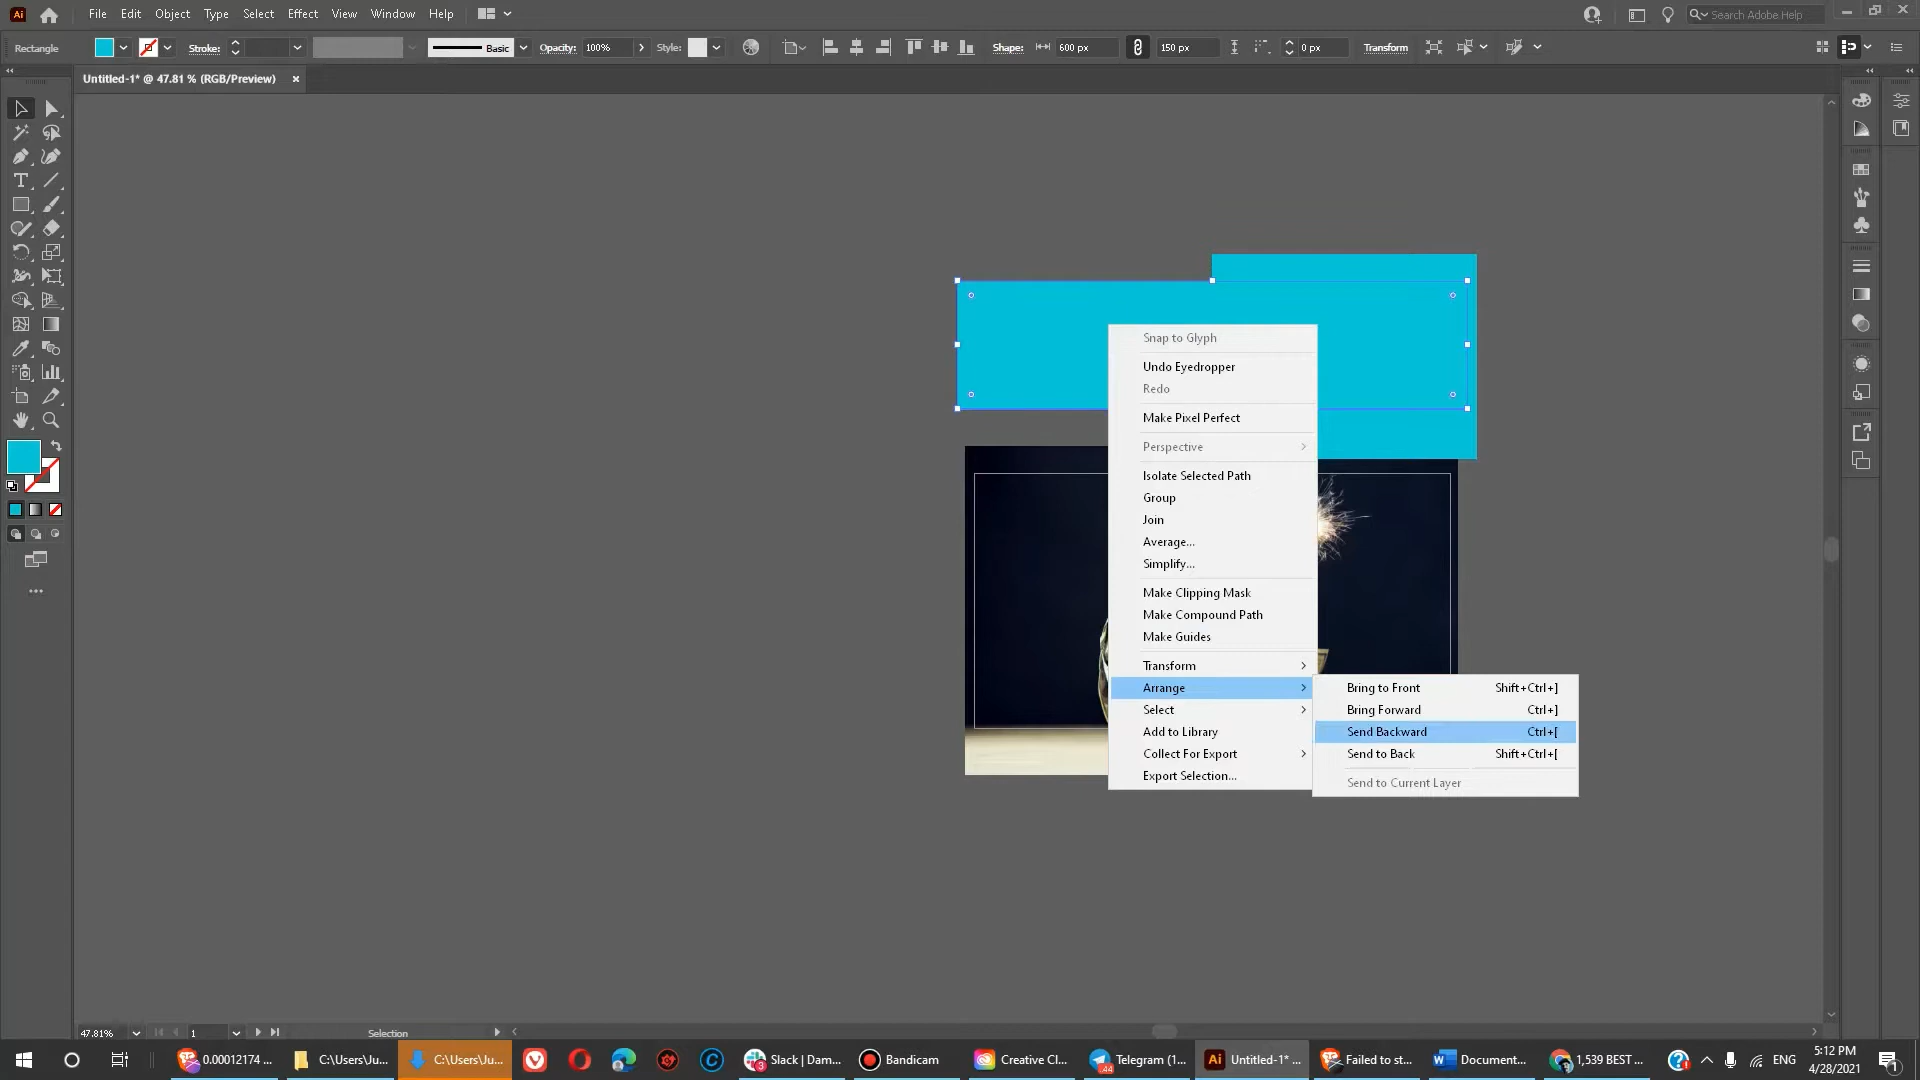 Ai File Edit Object Type Select Effect View Window Help Search Adobe Help
Rectangle Stroke: Basic Opacity: 100% Style: Shape: 600 px 150 px 0 px Transform
Untitled-1* @ 47.81 % (RGB/Preview) ×
Snap to Glyph
Undo Eyedropper
Redo
Make Pixel Perfect
Perspective
Isolate Selected Path
Group
Join
Average...
Simplify...
Make Clipping Mask
Make Compound Path
Make Guides
Transform
Arrange
Select
Add to Library
Collect For Export
Export Selection...
Bring to Front Shift+Ctrl+]
Bring Forward Ctrl+]
Send Backward Ctrl+[
Send to Back Shift+Ctrl+[
Send to Current Layer
47.81% 1 Selection
0.00012174 ... C:\Users\Ju... C:\Users\Ju... Slack | Dam... Bandicam Creative Cl... Telegram (1... Ai Untitled-1* ... Failed to st... Document... 1,539 BEST ... ENG 5:12 PM
4/28/2021